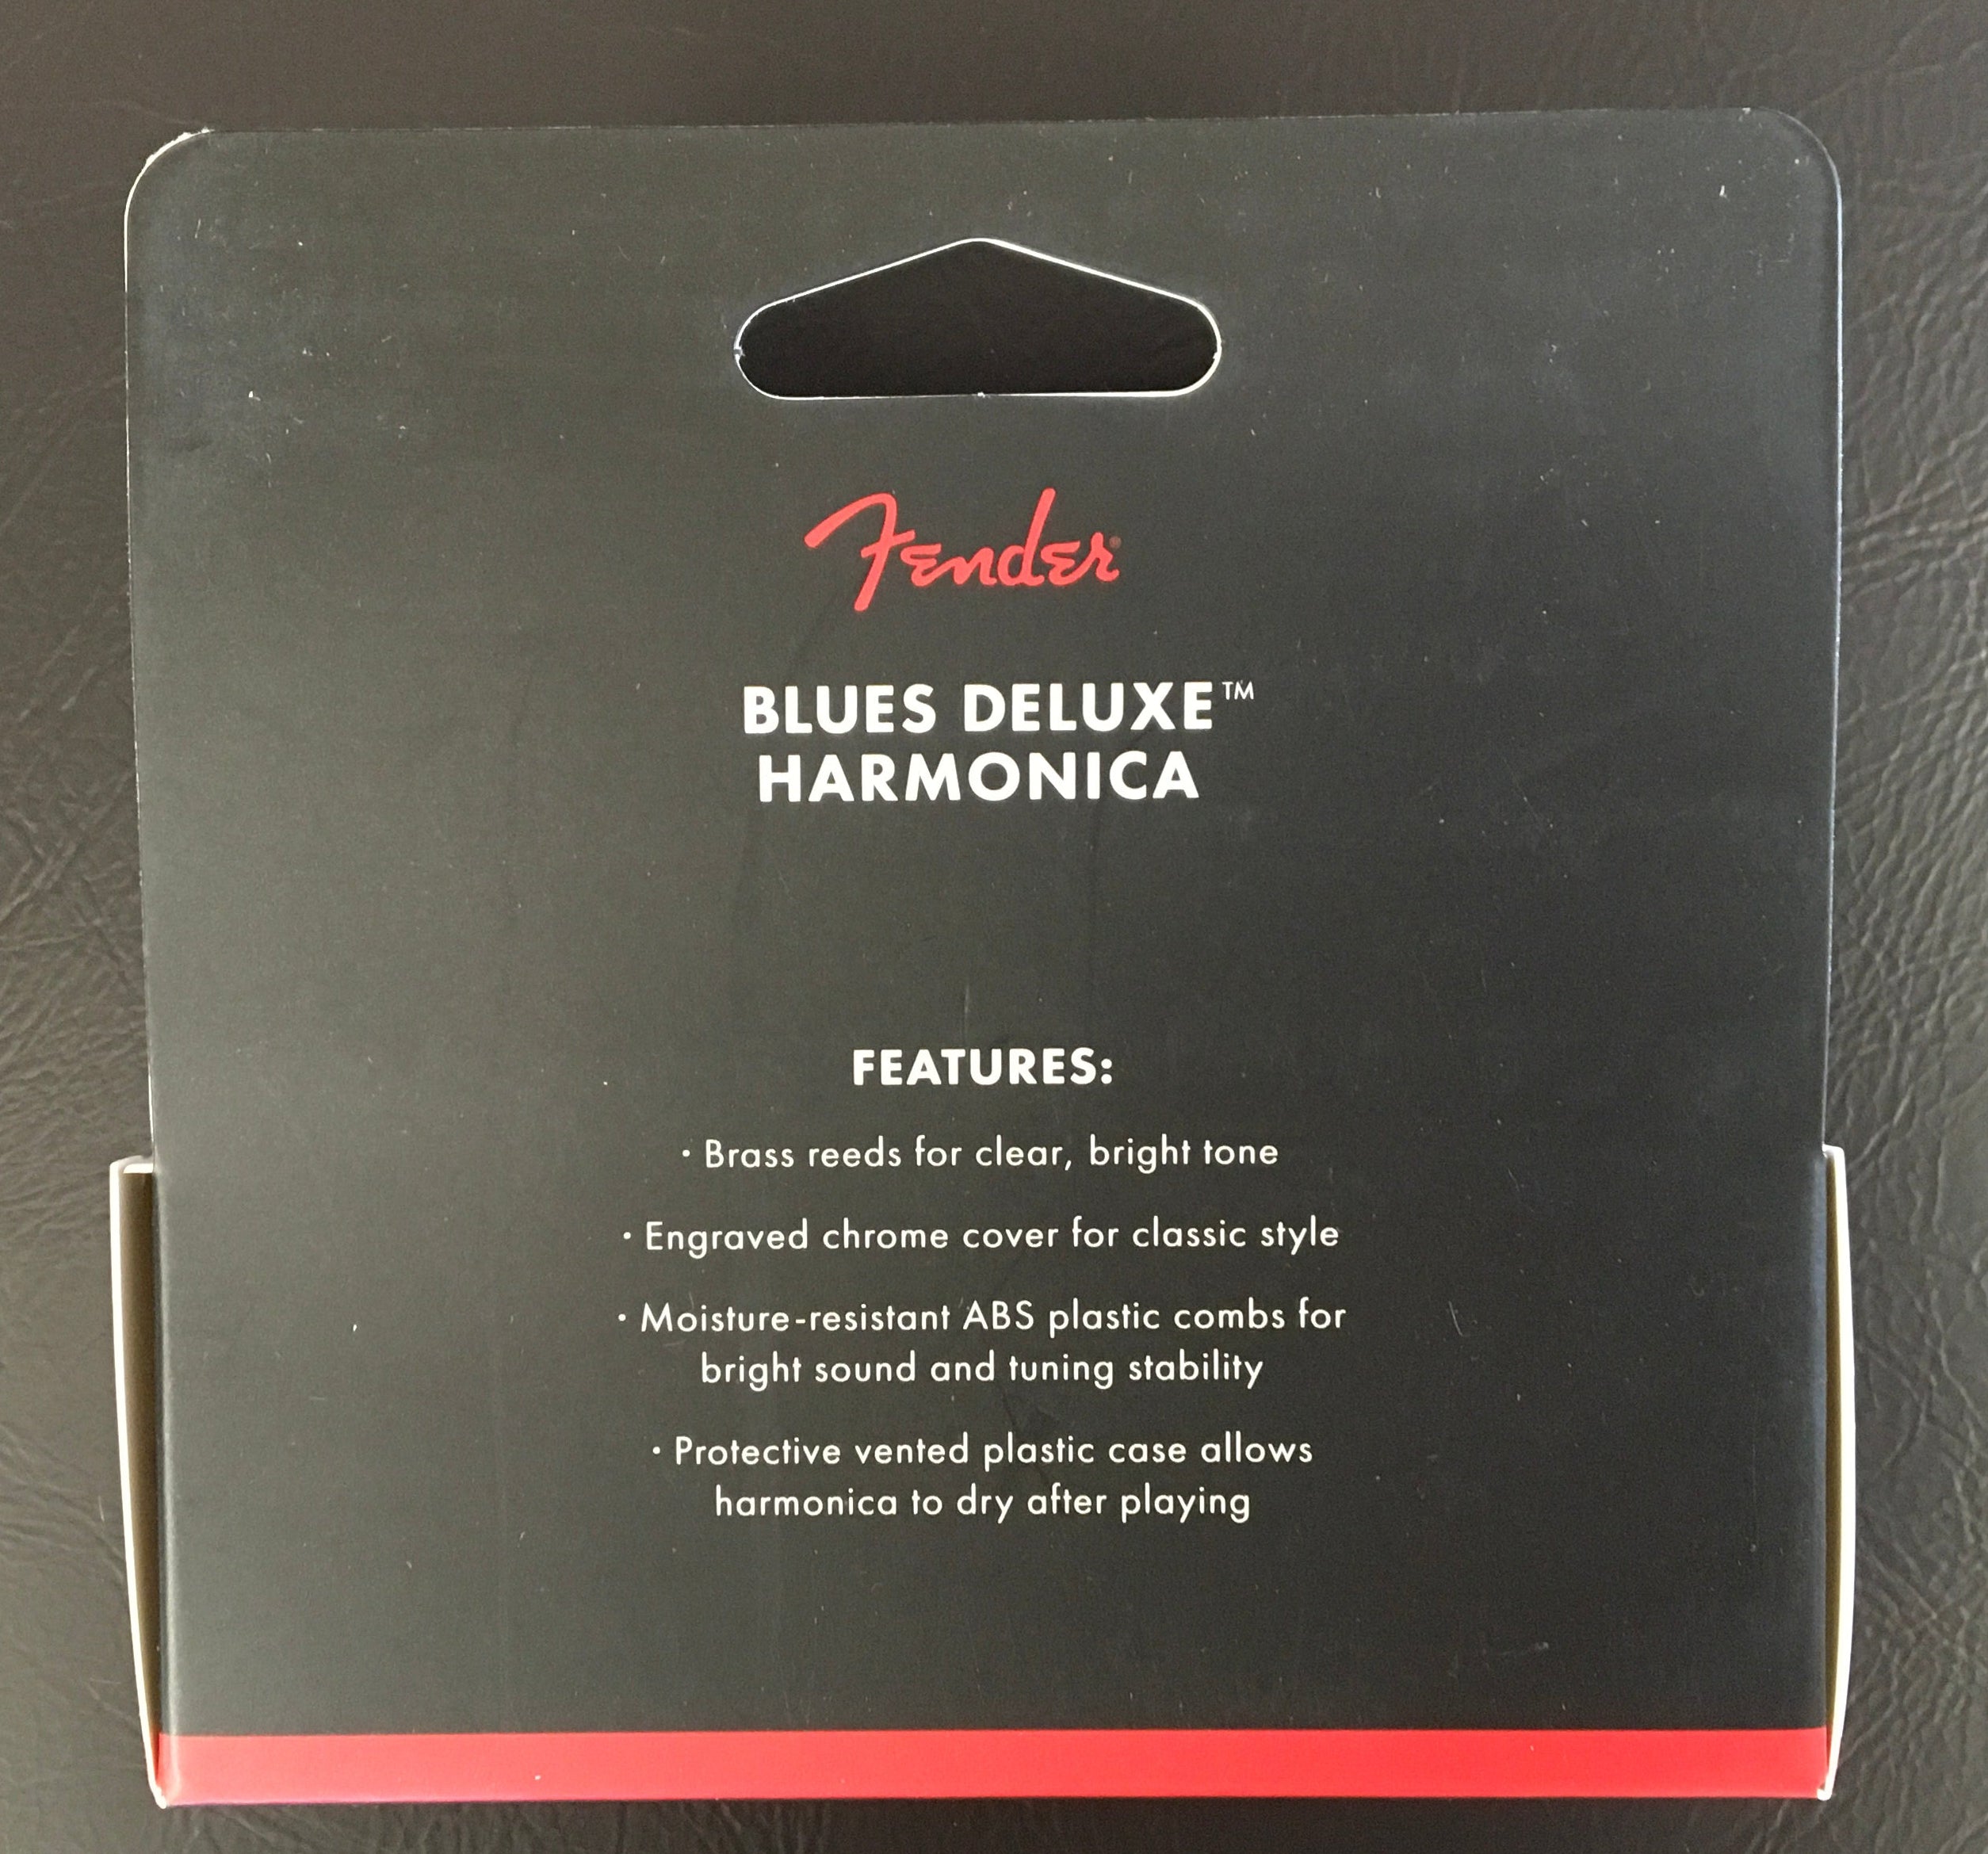 Fender®
BLUES DELUXE™
HARMONICA
FEATURES:
· Brass reeds for clear, bright tone
· Engraved chrome cover for classic style
· Moisture-resistant ABS plastic combs for
bright sound and tuning stability
· Protective vented plastic case allows
harmonica to dry after playing